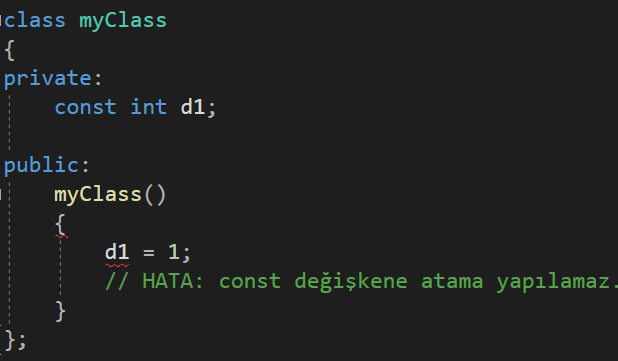 class myClass
{
private:
    const int d1;
public:
    myClass()
    {
        d1 = 1;
        // HATA: const değişkene atama yapılamaz.
    }
};